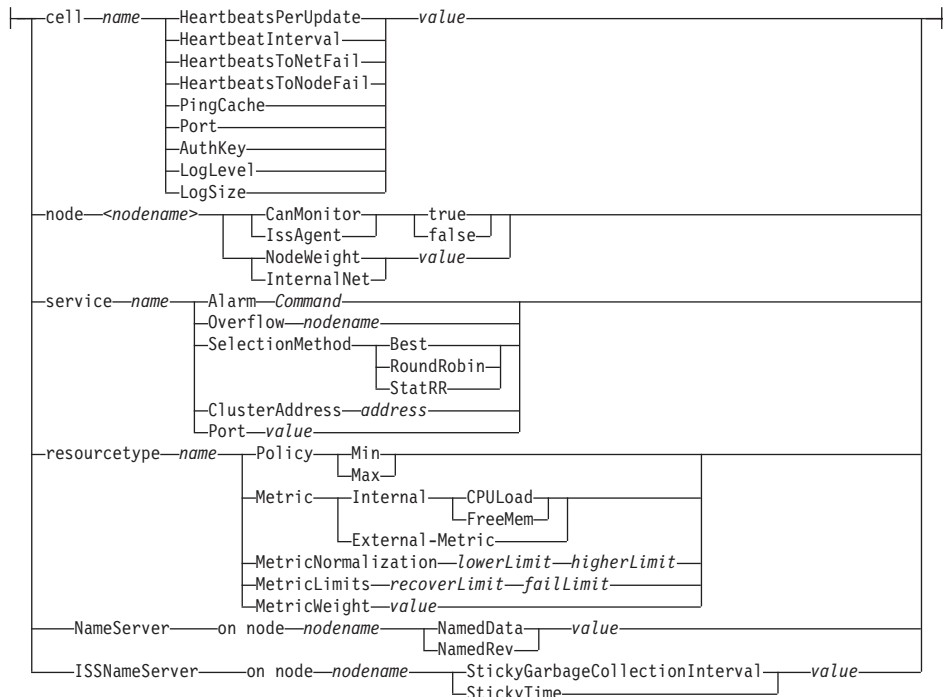 cell name HeartbeatsPerUpdate value
HeartbeatInterval
HeartbeatsToNetFail
HeartbeatsToNodeFail
PingCache
Port
AuthKey
LogLevel
LogSize
node <nodename> CanMonitor true
IssAgent false
NodeWeight value
InternalNet
service name Alarm Command
Overflow nodename
SelectionMethod Best
RoundRobin
StatRR
ClusterAddress address
Port value
resourcetype name Policy Min
Max
Metric Internal CPULoad
FreeMem
External-Metric
MetricNormalization lowerLimit higherLimit
MetricLimits recoverLimit failLimit
MetricWeight value
NameServer on node nodename NamedData value
NamedRev
ISSNameServer on node nodename StickyGarbageCollectionInterval value
StickyTime